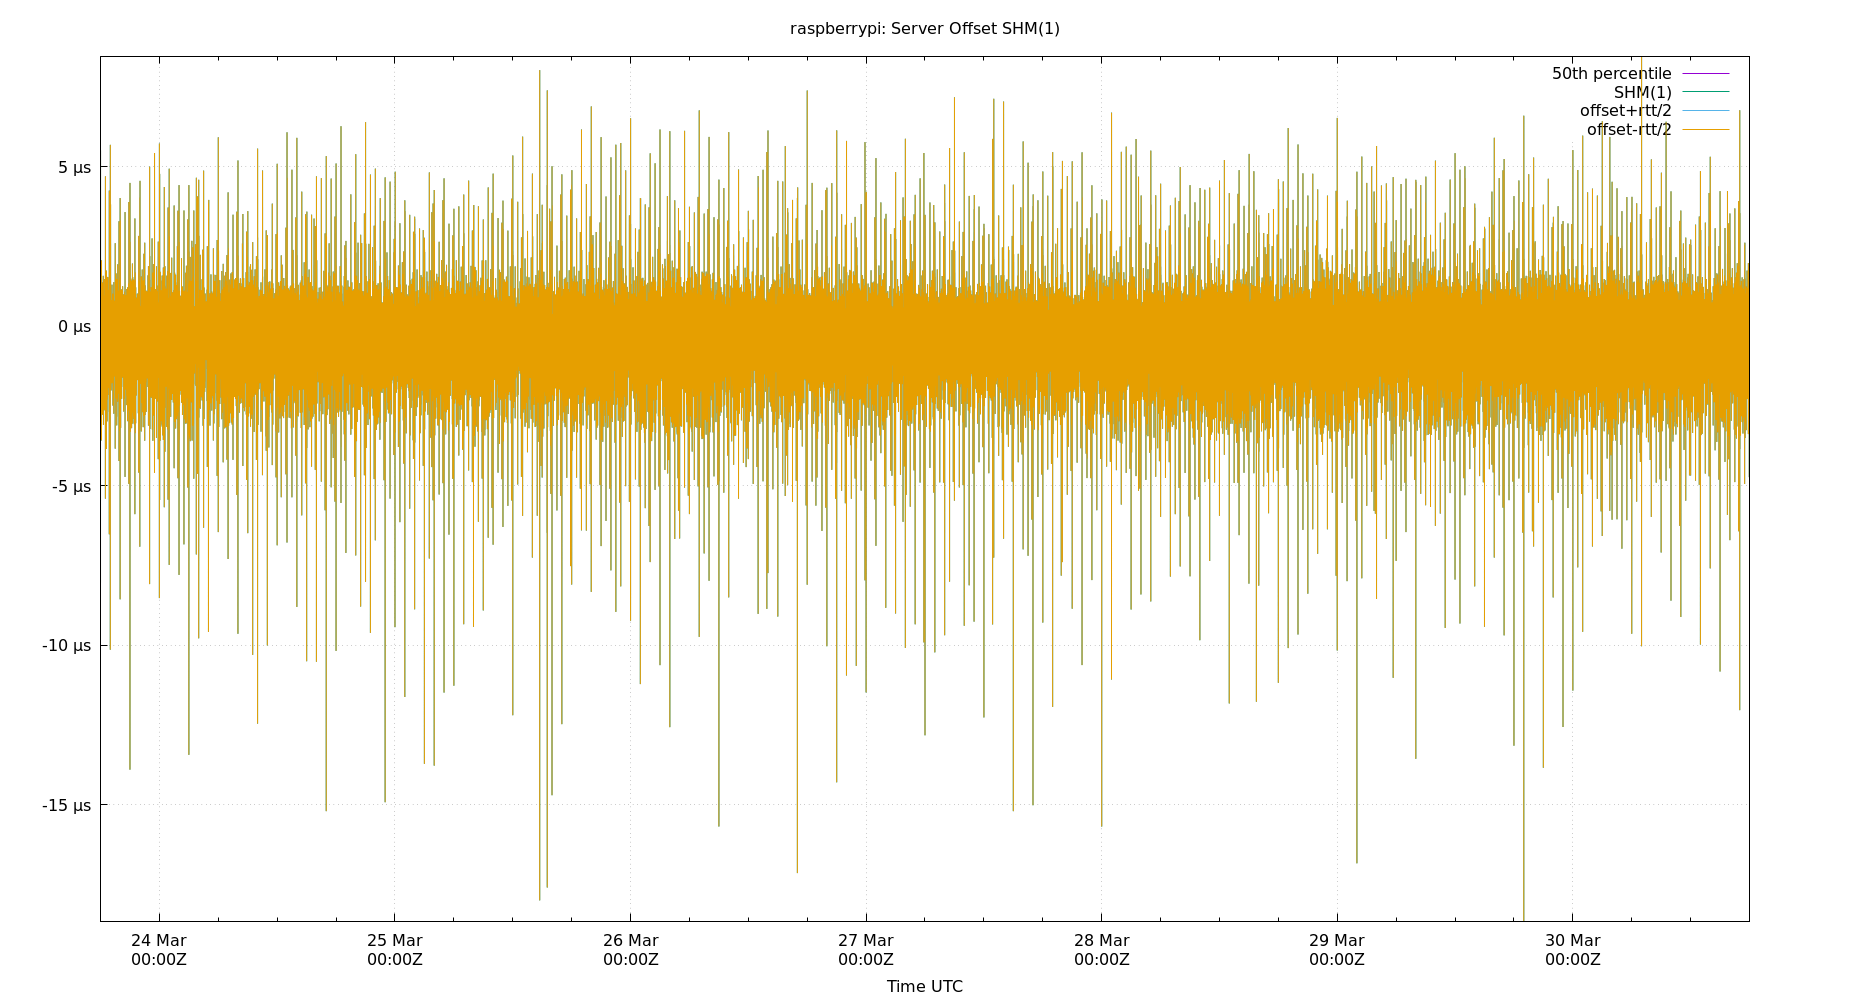 raspberrypi: Server Offset SHM(1)
50th percentile
SHM(1)
offset+rtt/2
offset-rtt/2
5 µs
0 µs
-5 µs
-10 µs
-15 µs
24 Mar
00:00Z
25 Mar
00:00Z
26 Mar
00:00Z
27 Mar
00:00Z
28 Mar
00:00Z
29 Mar
00:00Z
30 Mar
00:00Z
Time UTC